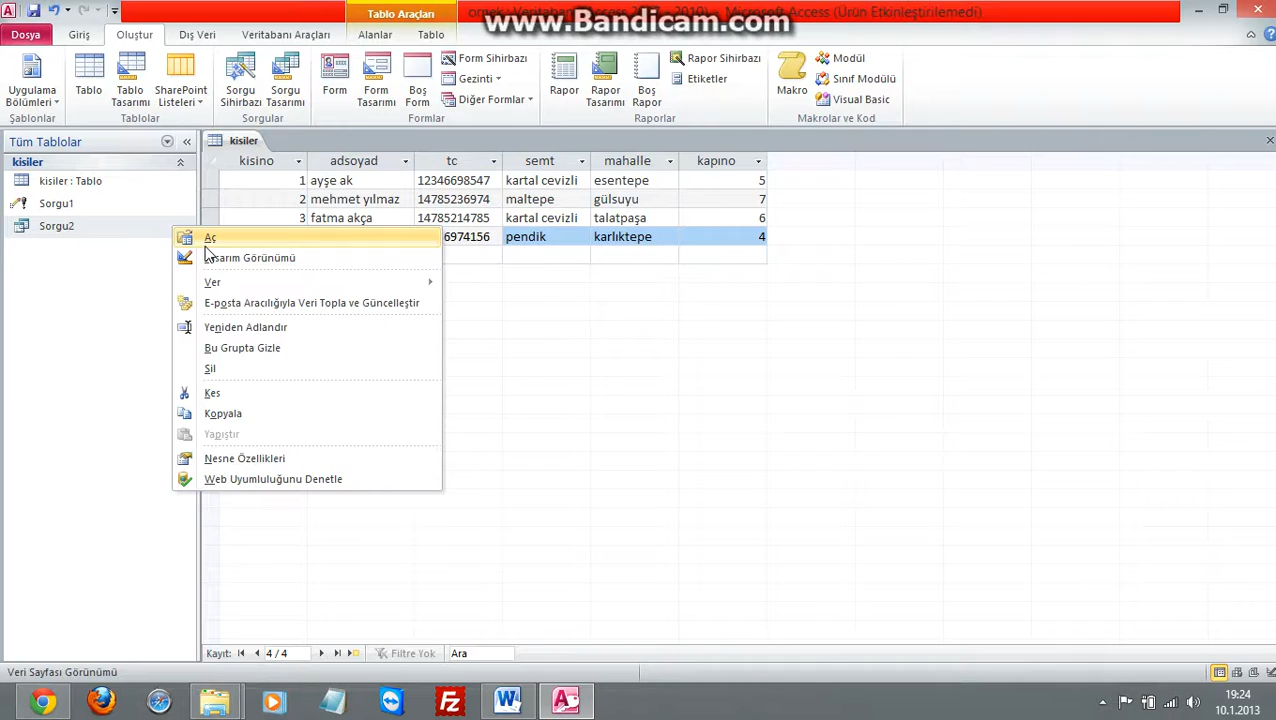 ornek : Veritabanı (Access 2007 - 2010) - Microsoft Access (Ürün Etkinleştirilemedi)
www.Bandicam.com
Tablo Araçları
Dosya Giriş Oluştur Dış Veri Veritabanı Araçları Alanlar Tablo
Uygulama Bölümleri
Tablo
Tablo Tasarımı
SharePoint Listeleri
Sorgu Sihirbazı
Sorgu Tasarımı
Form
Form Tasarımı
Boş Form
Form Sihirbazı
Gezinti
Diğer Formlar
Rapor
Rapor Tasarımı
Boş Rapor
Rapor Sihirbazı
Etiketler
Makro
Modül
Sınıf Modülü
Visual Basic
Şablonlar Tablolar Sorgular Formlar Raporlar Makrolar ve Kod
Tüm Tablolar
kisiler
kisiler : Tablo
Sorgu1
Sorgu2
kisiler
kisino adsoyad tc semt mahalle kapıno
1 ayşe ak 12346698547 kartal cevizli esentepe 5
2 mehmet yılmaz 14785236974 maltepe gülsuyu 7
3 fatma akça 14785214785 kartal cevizli talatpaşa 6
6974156 pendik karlıktepe 4
Aç
Tasarım Görünümü
Ver
E-posta Aracılığıyla Veri Topla ve Güncelleştir
Yeniden Adlandır
Bu Grupta Gizle
Sil
Kes
Kopyala
Yapıştır
Nesne Özellikleri
Web Uyumluluğunu Denetle
Kayıt: 4 / 4 Filtre Yok Ara
Veri Sayfası Görünümü
19:24
10.1.2013